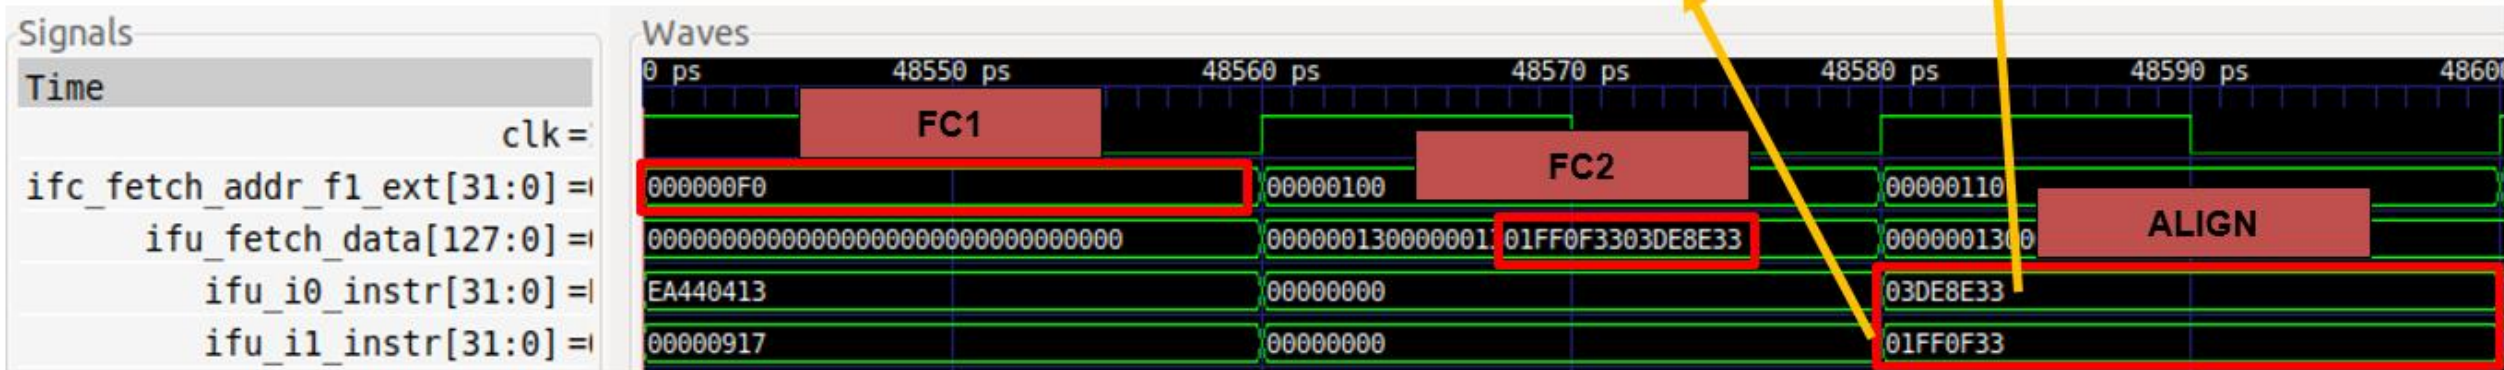 Signals
Waves
Time
0 ps 48550 ps 48560 ps 48570 ps 48580 ps 48590 ps 4860
FC1
clk=
FC2
ifc_fetch_addr_f1_ext[31:0]= 000000F0 00000100 00000110
ALIGN
ifu_fetch_data[127:0]= 00000000000000000000000000000000 01FF0F3303DE8E33
ifu_i0_instr[31:0]= EA440413 00000000 03DE8E33
ifu_i1_instr[31:0]= 00000917 00000000 01FF0F33